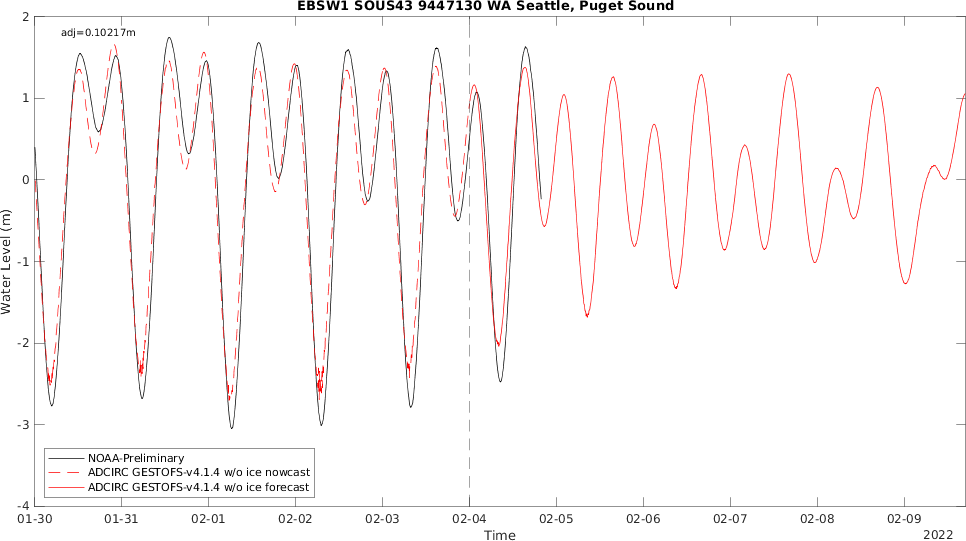 EBSW1 SOUS43 9447130 WA Seattle, Puget Sound
adj=0.10217m
2
1
0
-1
-2
-3
-4
Water Level (m)
NOAA-Preliminary
ADCIRC GESTOFS-v4.1.4 w/o ice nowcast
ADCIRC GESTOFS-v4.1.4 w/o ice forecast
01-30 01-31 02-01 02-02 02-03 02-04 02-05 02-06 02-07 02-08 02-09
Time
2022